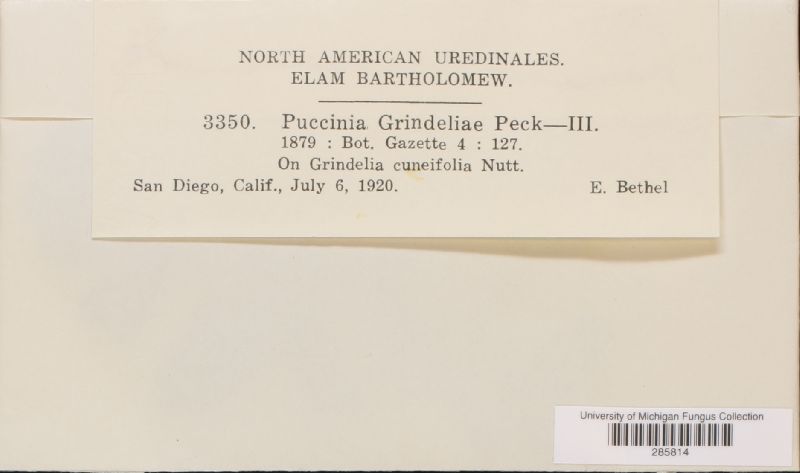 NORTH AMERICAN UREDINALES.
ELAM BARTHOLOMEW.
3350. Puccinia Grindeliae Peck—III.
1879 : Bot. Gazette 4 : 127.
On Grindelia cuneifolia Nutt.
San Diego, Calif., July 6, 1920. E. Bethel
University of Michigan Fungus Collection
285814